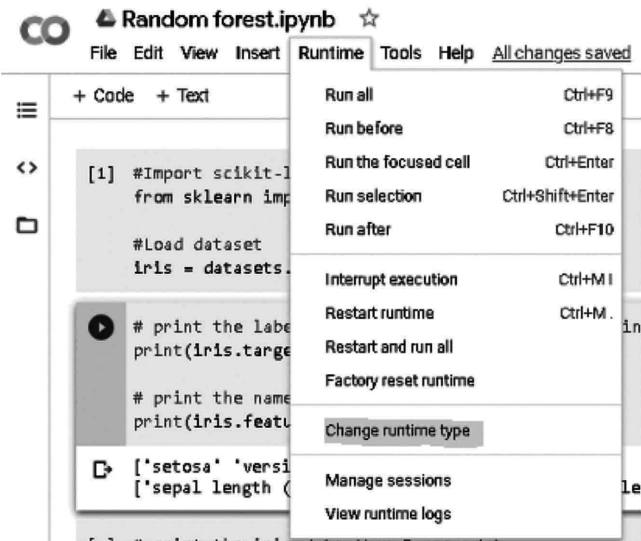 CO Random forest.ipynb
File Edit View Insert Runtime Tools Help All changes saved
+ Code + Text
Run all Ctrl+F9
Run before Ctrl+F8
Run the focused cell Ctrl+Enter
Run selection Ctrl+Shift+Enter
Run after Ctrl+F10
Interrupt execution Ctrl+M I
Restart runtime Ctrl+M .
Restart and run all
Factory reset runtime
Change runtime type
Manage sessions
View runtime logs
[1] #Import scikit-l
from sklearn imp
#Load dataset
iris = datasets.
# print the labe in
print(iris.targe
# print the name
print(iris.featu
['setosa' 'versi
['sepal length ( le